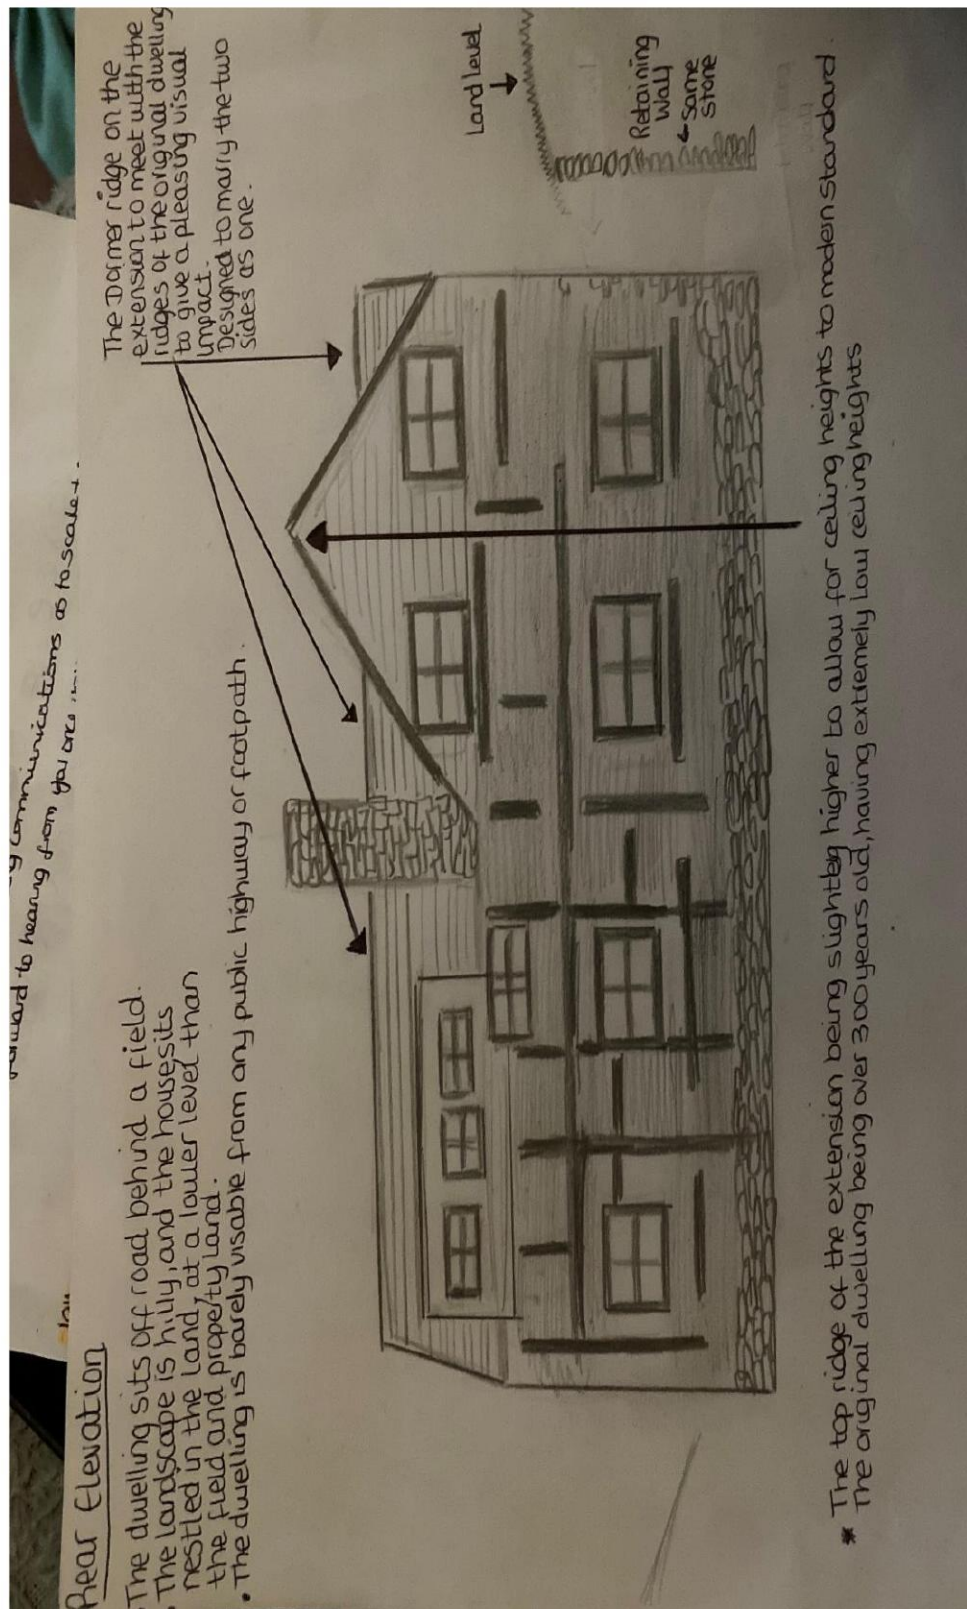 communications as to scale
forward to hearing from you
Rear Elevation
• The dwelling sits off road behind a field.
• The landscape is hilly, and the house sits
nestled in the land, at a lower level than
the field and property land.
• The dwelling is barely visable from any public highway or footpath.
The Dormer ridge on the
extension to meet with the
ridges of the original dwelling
to give a pleasing visual
impact.
Designed to marry the two
sides as one.
Land level
Retaining
Wall
Same
Stone
* The top ridge of the extension being slightly higher to allow for ceiling heights to modern standard.
The original dwelling being over 300 years old, having extremely low ceiling heights